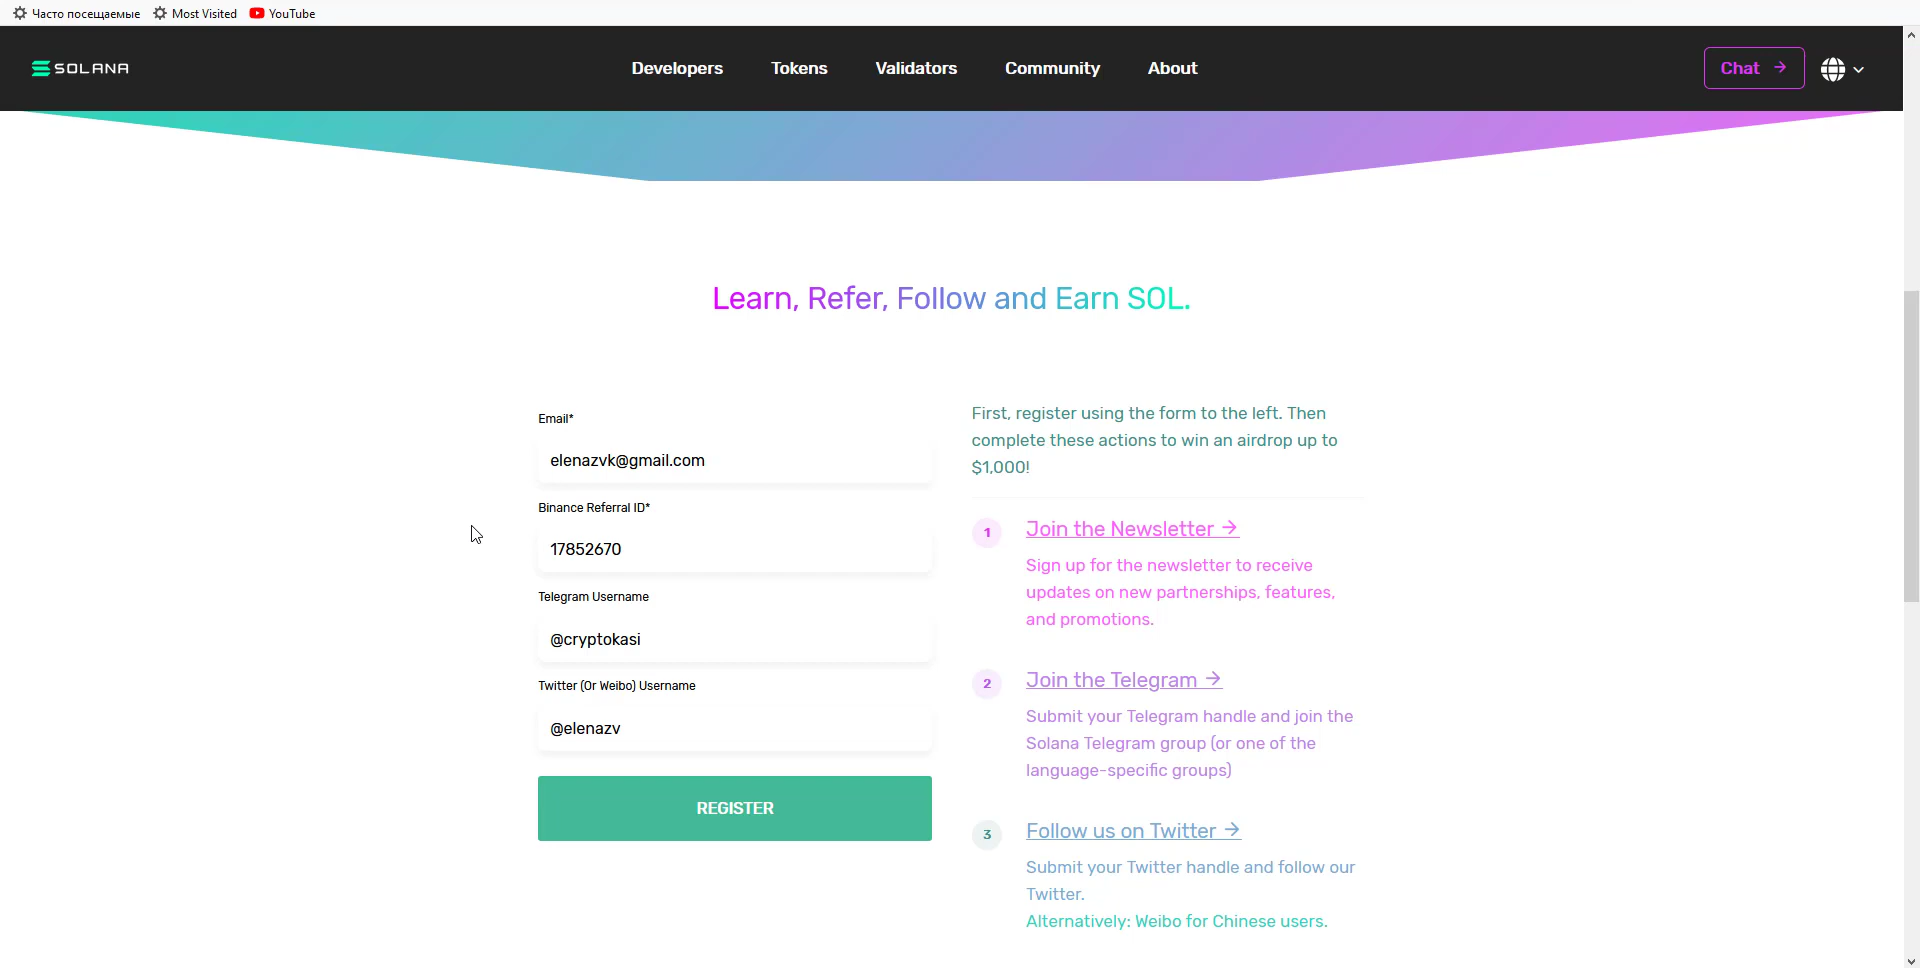 Часто посещаемые Most Visited YouTube
SOLANA Developers Tokens Validators Community About Chat
Learn, Refer, Follow and Earn SOL.
Email*
elenazvk@gmail.com
Binance Referral ID*
17852670
Telegram Username
@cryptokasi
Twitter (Or Weibo) Username
@elenazv
REGISTER
First, register using the form to the left. Then
complete these actions to win an airdrop up to
$1,000!
1 Join the Newsletter →
Sign up for the newsletter to receive
updates on new partnerships, features,
and promotions.
2 Join the Telegram →
Submit your Telegram handle and join the
Solana Telegram group (or one of the
language-specific groups)
3 Follow us on Twitter →
Submit your Twitter handle and follow our
Twitter.
Alternatively: Weibo for Chinese users.